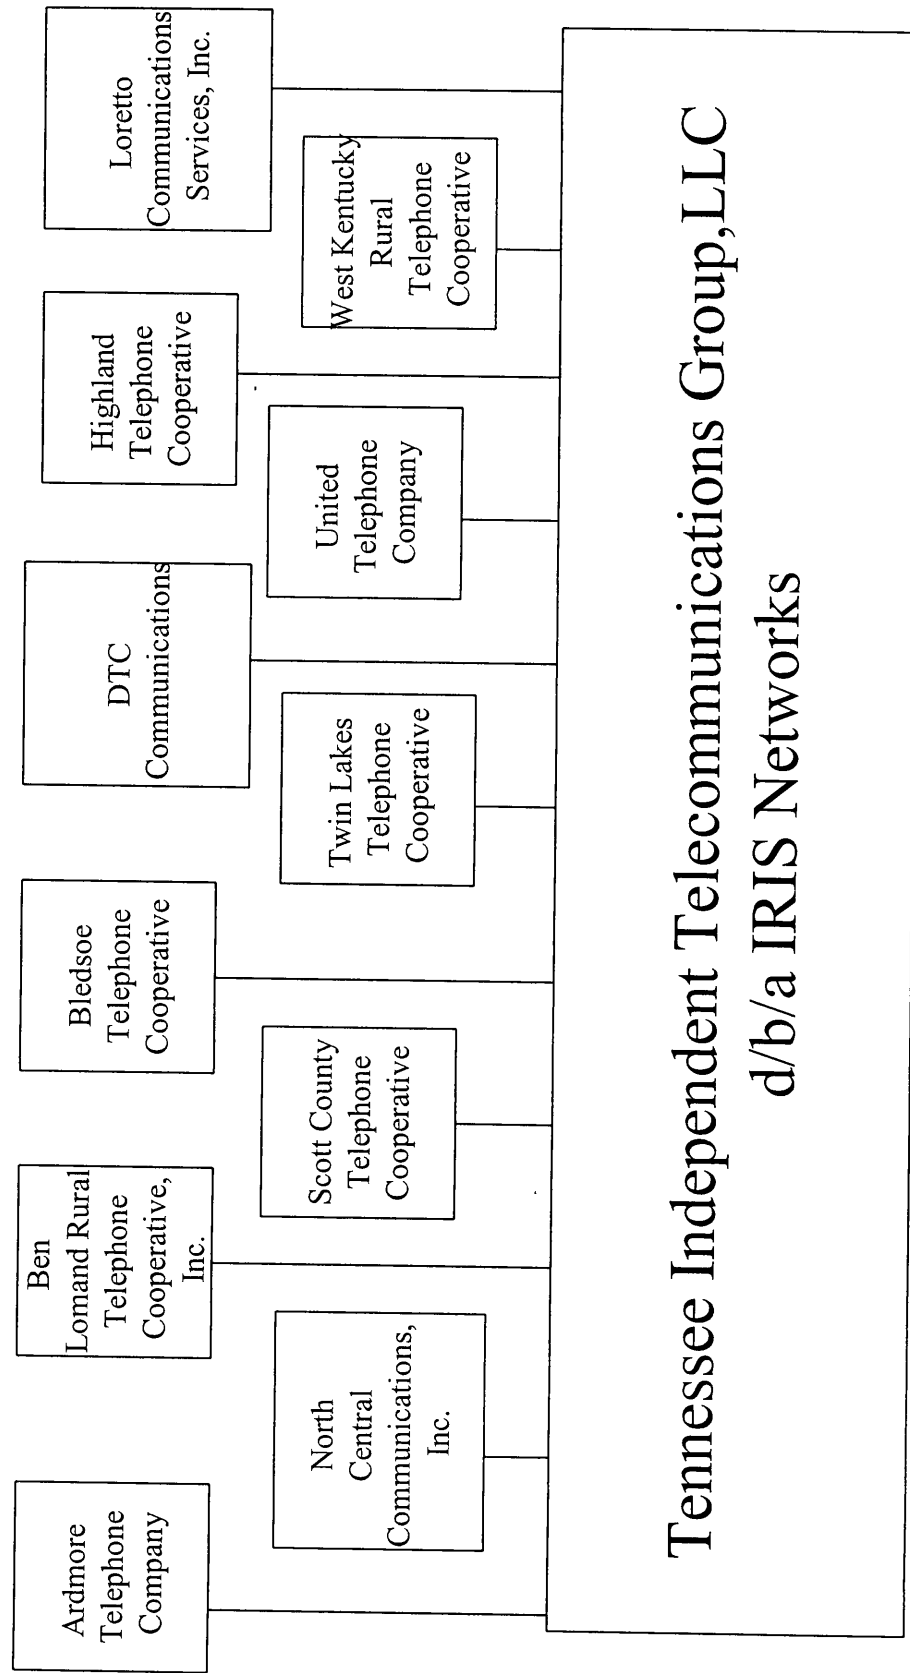 Ardmore
Telephone
Company
Ben
Lomand Rural
Telephone
Cooperative,
Inc.
Bledsoe
Telephone
Cooperative
DTC
Communications
Highland
Telephone
Cooperative
Loretto
Communications
Services, Inc.
North
Central
Communications,
Inc.
Scott County
Telephone
Cooperative
Twin Lakes
Telephone
Cooperative
United
Telephone
Company
West Kentucky
Rural
Telephone
Cooperative
Tennessee Independent Telecommunications Group,LLC
d/b/a IRIS Networks